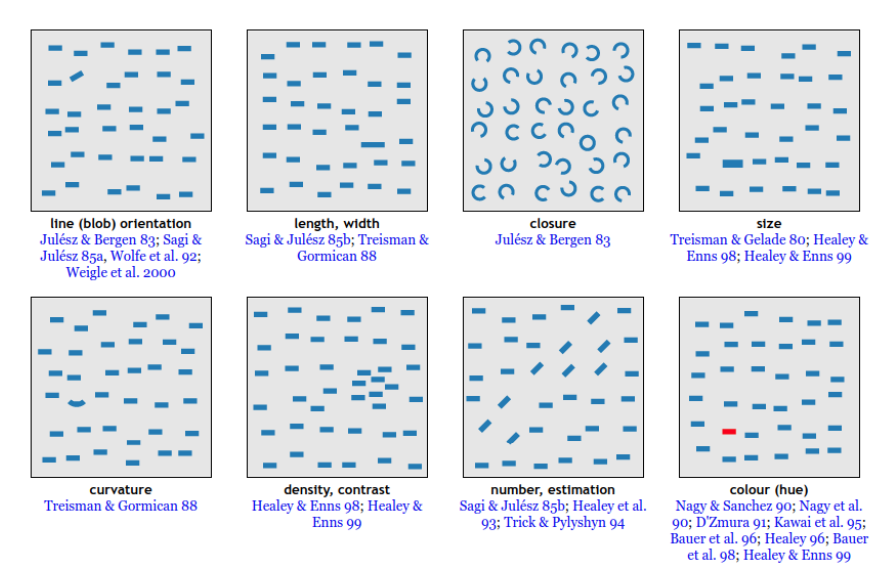 line (blob) orientation
Julész & Bergen 83; Sagi &
Julész 85a, Wolfe et al. 92;
Weigle et al. 2000
length, width
Sagi & Julész 85b; Treisman &
Gormican 88
closure
Julész & Bergen 83
size
Treisman & Gelade 80; Healey &
Enns 98; Healey & Enns 99
curvature
Treisman & Gormican 88
density, contrast
Healey & Enns 98; Healey &
Enns 99
number, estimation
Sagi & Julész 85b; Healey et al.
93; Trick & Pylyshyn 94
colour (hue)
Nagy & Sanchez 90; Nagy et al.
90; D'Zmura 91; Kawai et al. 95;
Bauer et al. 96; Healey 96; Bauer
et al. 98; Healey & Enns 99